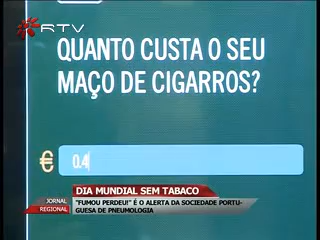 RTV
QUANTO CUSTA O SEU
MAÇO DE CIGARROS?
€ 0.4
DIA MUNDIAL SEM TABACO
JORNAL
REGIONAL
"FUMOU PERDEU!" É O ALERTA DA SOCIEDADE PORTU-
GUESA DE PNEUMOLOGIA